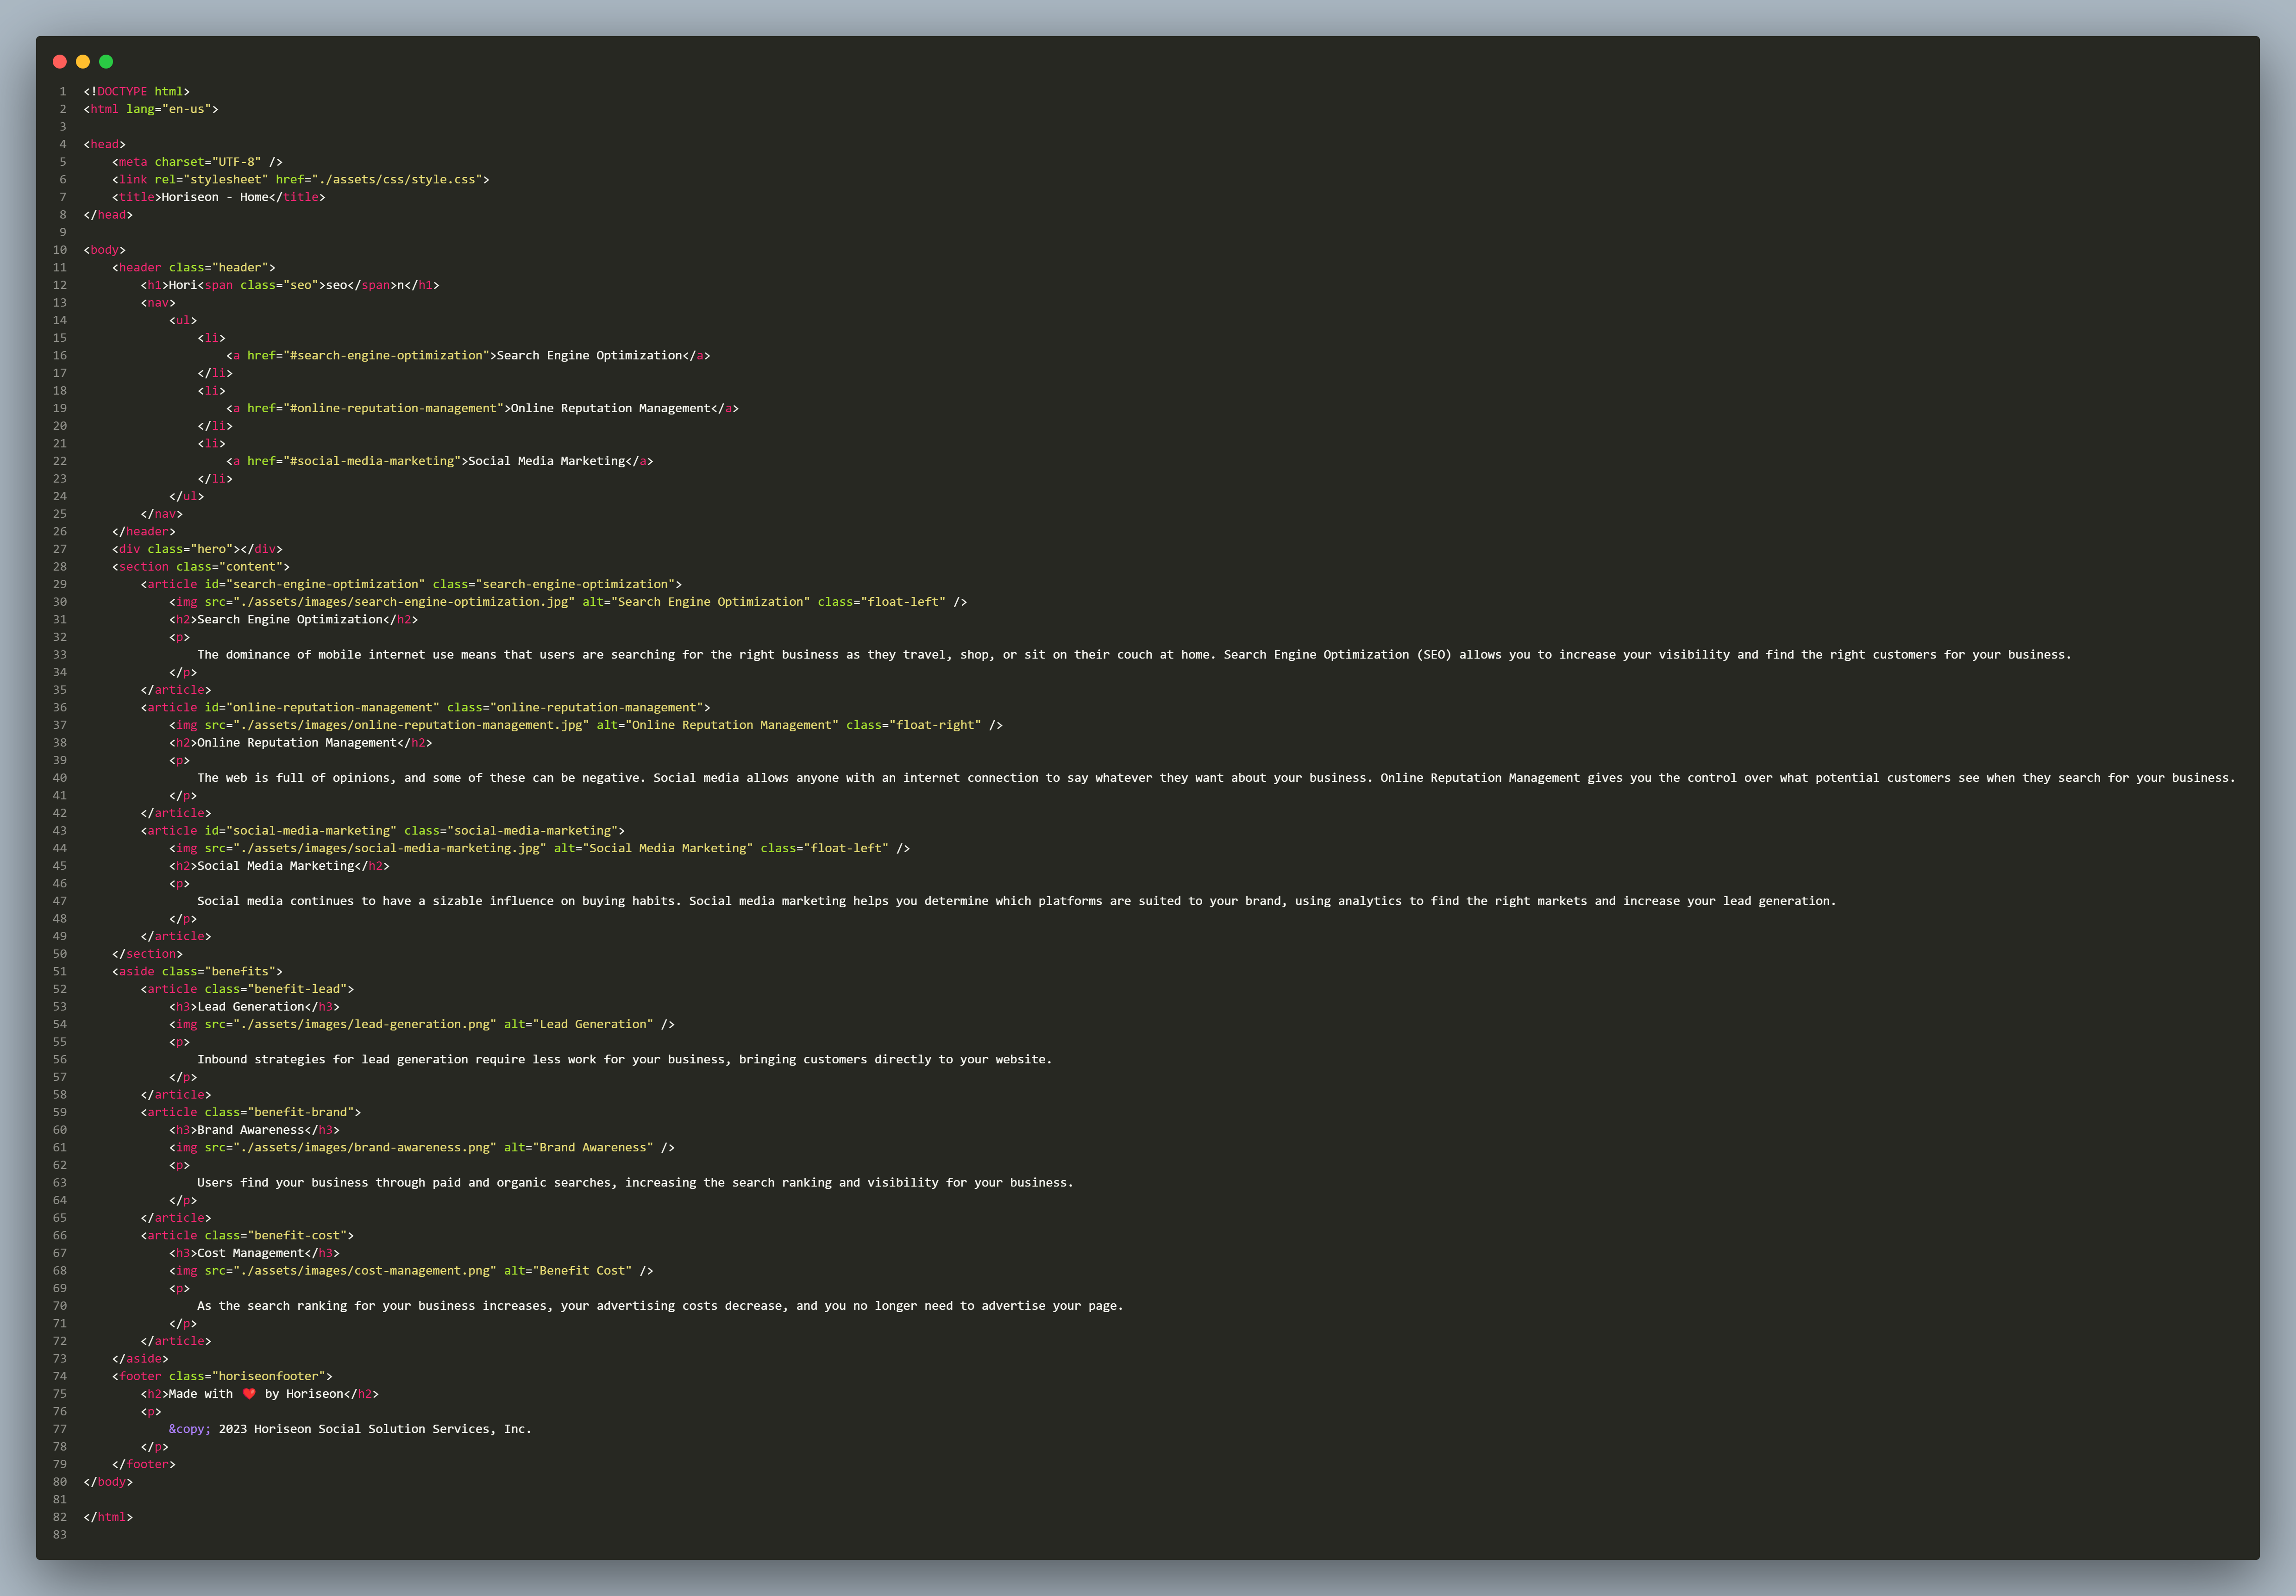 1 <!DOCTYPE html>
2 <html lang="en-us">
3
4 <head>
5     <meta charset="UTF-8" />
6     <link rel="stylesheet" href="./assets/css/style.css">
7     <title>Horiseon - Home</title>
8 </head>
9
10 <body>
11     <header class="header">
12         <h1>Hori<span class="seo">seo</span>n</h1>
13         <nav>
14             <ul>
15                 <li>
16                     <a href="#search-engine-optimization">Search Engine Optimization</a>
17                 </li>
18                 <li>
19                     <a href="#online-reputation-management">Online Reputation Management</a>
20                 </li>
21                 <li>
22                     <a href="#social-media-marketing">Social Media Marketing</a>
23                 </li>
24             </ul>
25         </nav>
26     </header>
27     <div class="hero"></div>
28     <section class="content">
29         <article id="search-engine-optimization" class="search-engine-optimization">
30             <img src="./assets/images/search-engine-optimization.jpg" alt="Search Engine Optimization" class="float-left" />
31             <h2>Search Engine Optimization</h2>
32             <p>
33                 The dominance of mobile internet use means that users are searching for the right business as they travel, shop, or sit on their couch at home. Search Engine Optimization (SEO) allows you to increase your visibility and find the right customers for your business.
34             </p>
35         </article>
36         <article id="online-reputation-management" class="online-reputation-management">
37             <img src="./assets/images/online-reputation-management.jpg" alt="Online Reputation Management" class="float-right" />
38             <h2>Online Reputation Management</h2>
39             <p>
40                 The web is full of opinions, and some of these can be negative. Social media allows anyone with an internet connection to say whatever they want about your business. Online Reputation Management gives you the control over what potential customers see when they search for your business.
41             </p>
42         </article>
43         <article id="social-media-marketing" class="social-media-marketing">
44             <img src="./assets/images/social-media-marketing.jpg" alt="Social Media Marketing" class="float-left" />
45             <h2>Social Media Marketing</h2>
46             <p>
47                 Social media continues to have a sizable influence on buying habits. Social media marketing helps you determine which platforms are suited to your brand, using analytics to find the right markets and increase your lead generation.
48             </p>
49         </article>
50     </section>
51     <aside class="benefits">
52         <article class="benefit-lead">
53             <h3>Lead Generation</h3>
54             <img src="./assets/images/lead-generation.png" alt="Lead Generation" />
55             <p>
56                 Inbound strategies for lead generation require less work for your business, bringing customers directly to your website.
57             </p>
58         </article>
59         <article class="benefit-brand">
60             <h3>Brand Awareness</h3>
61             <img src="./assets/images/brand-awareness.png" alt="Brand Awareness" />
62             <p>
63                 Users find your business through paid and organic searches, increasing the search ranking and visibility for your business.
64             </p>
65         </article>
66         <article class="benefit-cost">
67             <h3>Cost Management</h3>
68             <img src="./assets/images/cost-management.png" alt="Benefit Cost" />
69             <p>
70                 As the search ranking for your business increases, your advertising costs decrease, and you no longer need to advertise your page.
71             </p>
72         </article>
73     </aside>
74     <footer class="horiseonfooter">
75         <h2>Made with ❤️ by Horiseon</h2>
76         <p>
77             &copy; 2023 Horiseon Social Solution Services, Inc.
78         </p>
79     </footer>
80 </body>
81
82 </html>
83